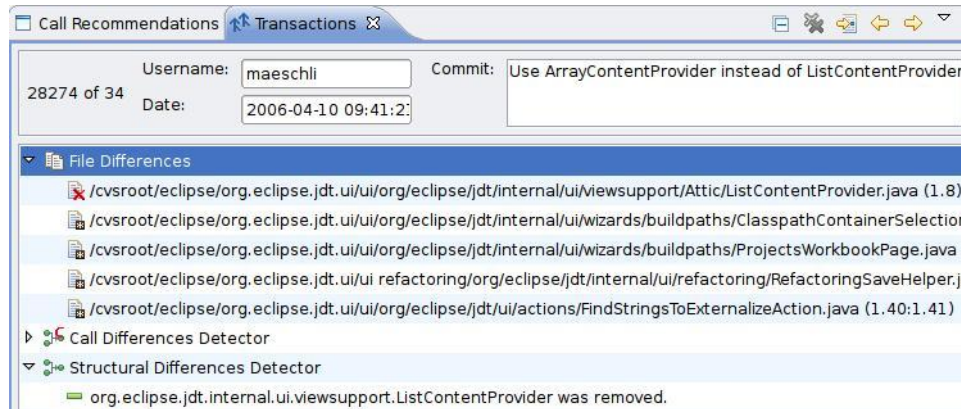 Call Recommendations Transactions
Username: maeschli Commit: Use ArrayContentProvider instead of ListContentProvider
28274 of 34
Date: 2006-04-10 09:41:2
File Differences
/cvsroot/eclipse/org.eclipse.jdt.ui/ui/org/eclipse/jdt/internal/ui/viewsupport/Attic/ListContentProvider.java (1.8)
/cvsroot/eclipse/org.eclipse.jdt.ui/ui/org/eclipse/jdt/internal/ui/wizards/buildpaths/ClasspathContainerSelection
/cvsroot/eclipse/org.eclipse.jdt.ui/ui/org/eclipse/jdt/internal/ui/wizards/buildpaths/ProjectsWorkbookPage.java
/cvsroot/eclipse/org.eclipse.jdt.ui/ui refactoring/org/eclipse/jdt/internal/ui/refactoring/RefactoringSaveHelper.j
/cvsroot/eclipse/org.eclipse.jdt.ui/ui/org/eclipse/jdt/ui/actions/FindStringsToExternalizeAction.java (1.40:1.41)
Call Differences Detector
Structural Differences Detector
org.eclipse.jdt.internal.ui.viewsupport.ListContentProvider was removed.